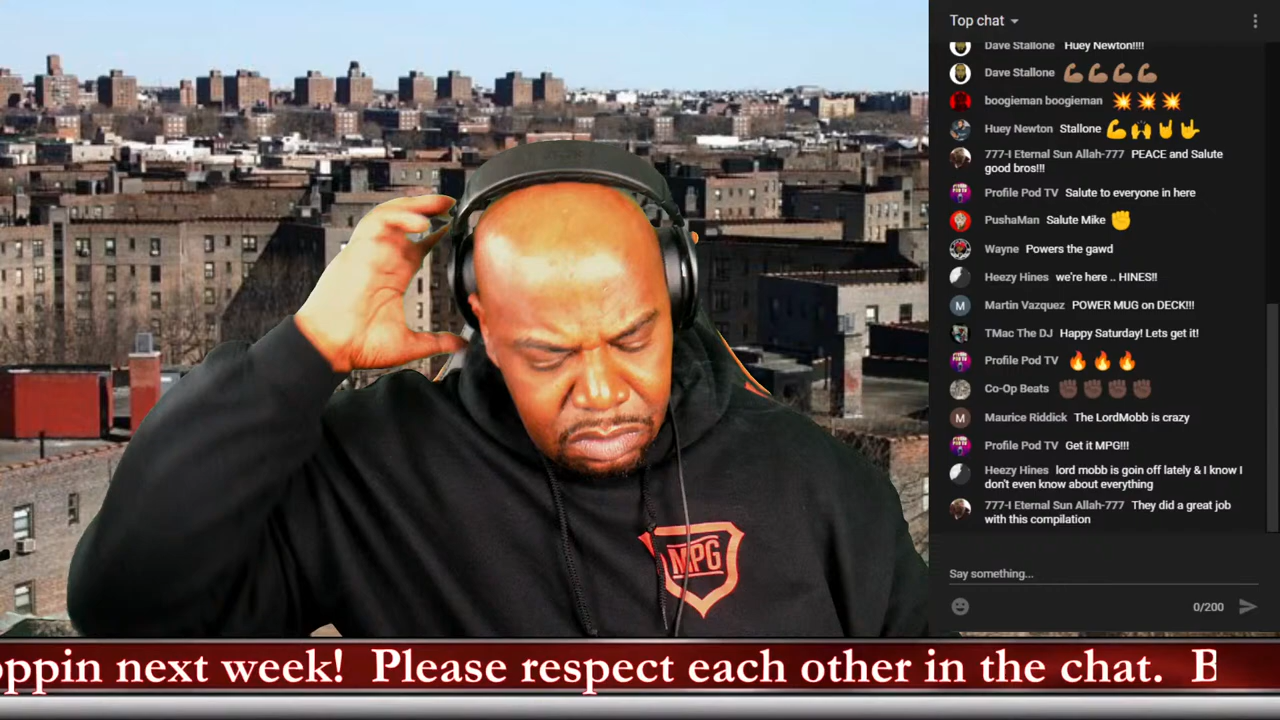 Top chat
Dave Stallone Huey Newton!!!!
Dave Stallone 💪🏽💪🏽💪🏽💪🏽
boogieman boogieman 💥💥💥
Huey Newton Stallone 💪🙌🤘🤟
777-I Eternal Sun Allah-777 PEACE and Salute
good bros!!!
Profile Pod TV Salute to everyone in here
PushaMan Salute Mike ✊
Wayne Powers the gawd
Heezy Hines we're here .. HINES!!
M Martin Vazquez POWER MUG on DECK!!!
TMac The DJ Happy Saturday! Lets get it!
Profile Pod TV 🔥🔥🔥
Co-Op Beats ✊🏿✊🏿✊🏿✊🏿
M Maurice Riddick The LordMobb is crazy
Profile Pod TV Get it MPG!!!
Heezy Hines lord mobb is goin off lately & I know I
don't even know about everything
777-I Eternal Sun Allah-777 They did a great job
with this compilation
Say something...
0/200
MPG
oppin next week! Please respect each other in the chat. B